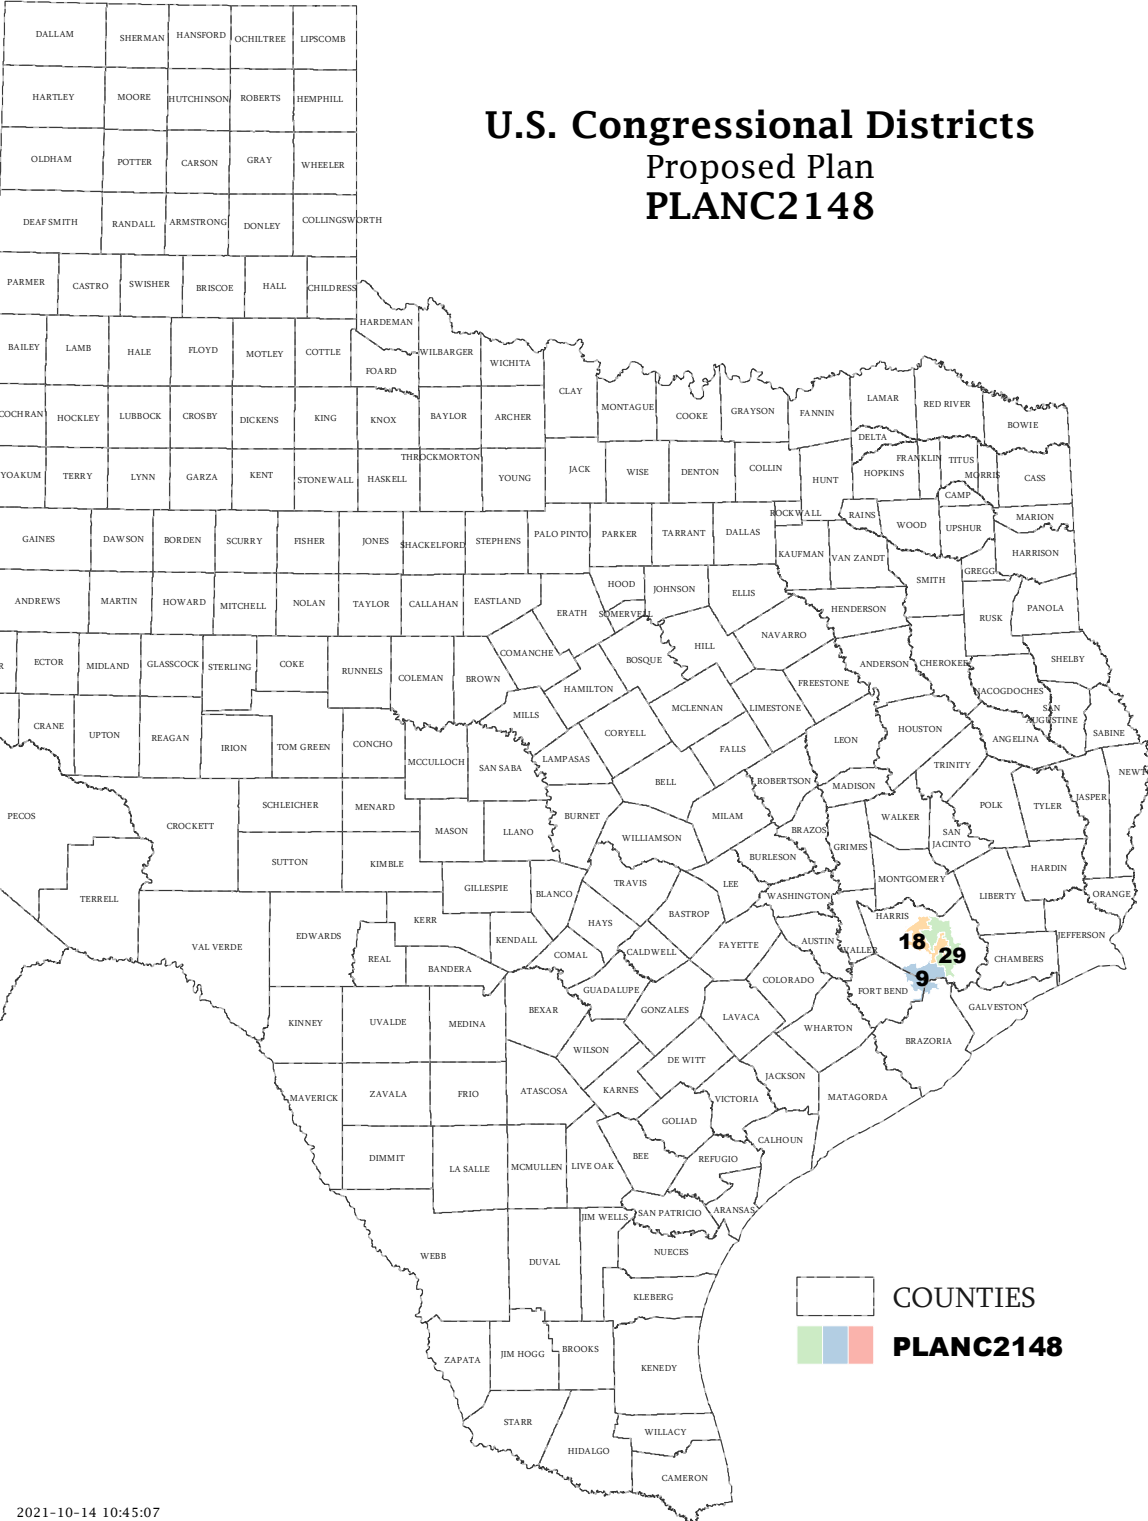 U.S. Congressional Districts
Proposed Plan
PLANC2148
DALLAM SHERMAN HANSFORD OCHILTREE LIPSCOMB
HARTLEY MOORE HUTCHINSON ROBERTS HEMPHILL
OLDHAM POTTER CARSON GRAY WHEELER
DEAF SMITH RANDALL ARMSTRONG DONLEY COLLINGSWORTH
PARMER CASTRO SWISHER BRISCOE HALL CHILDRESS
HARDEMAN
BAILEY LAMB HALE FLOYD MOTLEY COTTLE WILBARGER WICHITA
FOARD
CLAY
COCHRAN HOCKLEY LUBBOCK CROSBY DICKENS KING KNOX BAYLOR ARCHER MONTAGUE COOKE GRAYSON FANNIN LAMAR RED RIVER BOWIE
DELTA
THROCKMORTON
YOAKUM TERRY LYNN GARZA KENT STONEWALL HASKELL YOUNG JACK WISE DENTON COLLIN HUNT HOPKINS FRANKLIN TITUS MORRIS CASS
CAMP
ROCKWALL RAINS WOOD UPSHUR MARION
GAINES DAWSON BORDEN SCURRY FISHER JONES SHACKELFORD STEPHENS PALO PINTO PARKER TARRANT DALLAS KAUFMAN VAN ZANDT HARRISON
SMITH GREGG
ANDREWS MARTIN HOWARD MITCHELL NOLAN TAYLOR CALLAHAN EASTLAND ERATH HOOD SOMERVELL JOHNSON ELLIS HENDERSON RUSK PANOLA
NAVARRO
R ECTOR MIDLAND GLASSCOCK STERLING COKE RUNNELS COLEMAN BROWN COMANCHE BOSQUE HILL ANDERSON CHEROKEE SHELBY
HAMILTON FREESTONE NACOGDOCHES
MILLS MCLENNAN LIMESTONE SAN
AUGUSTINE
CRANE UPTON REAGAN IRION TOM GREEN CONCHO CORYELL FALLS LEON HOUSTON ANGELINA SABINE
MCCULLOCH SAN SABA LAMPASAS TRINITY NEWT
BELL ROBERTSON MADISON
PECOS CROCKETT SCHLEICHER MENARD MASON LLANO BURNET MILAM WALKER POLK TYLER JASPER
WILLIAMSON BRAZOS GRIMES SAN
JACINTO
SUTTON KIMBLE BURLESON HARDIN
TERRELL GILLESPIE BLANCO TRAVIS LEE WASHINGTON MONTGOMERY LIBERTY ORANGE
VAL VERDE EDWARDS KERR KENDALL HAYS BASTROP FAYETTE AUSTIN WALLER HARRIS JEFFERSON
18
29
9
REAL BANDERA COMAL CALDWELL COLORADO FORT BEND CHAMBERS
GUADALUPE GALVESTON
KINNEY UVALDE MEDINA BEXAR GONZALES LAVACA WHARTON BRAZORIA
WILSON DE WITT
MAVERICK ZAVALA FRIO ATASCOSA KARNES VICTORIA JACKSON MATAGORDA
GOLIAD
CALHOUN
DIMMIT LA SALLE MCMULLEN LIVE OAK BEE REFUGIO
JIM WELLS SAN PATRICIO ARANSAS
WEBB DUVAL NUECES
KLEBERG
ZAPATA JIM HOGG BROOKS KENEDY
STARR HIDALGO WILLACY
CAMERON
COUNTIES
PLANC2148
2021-10-14 10:45:07